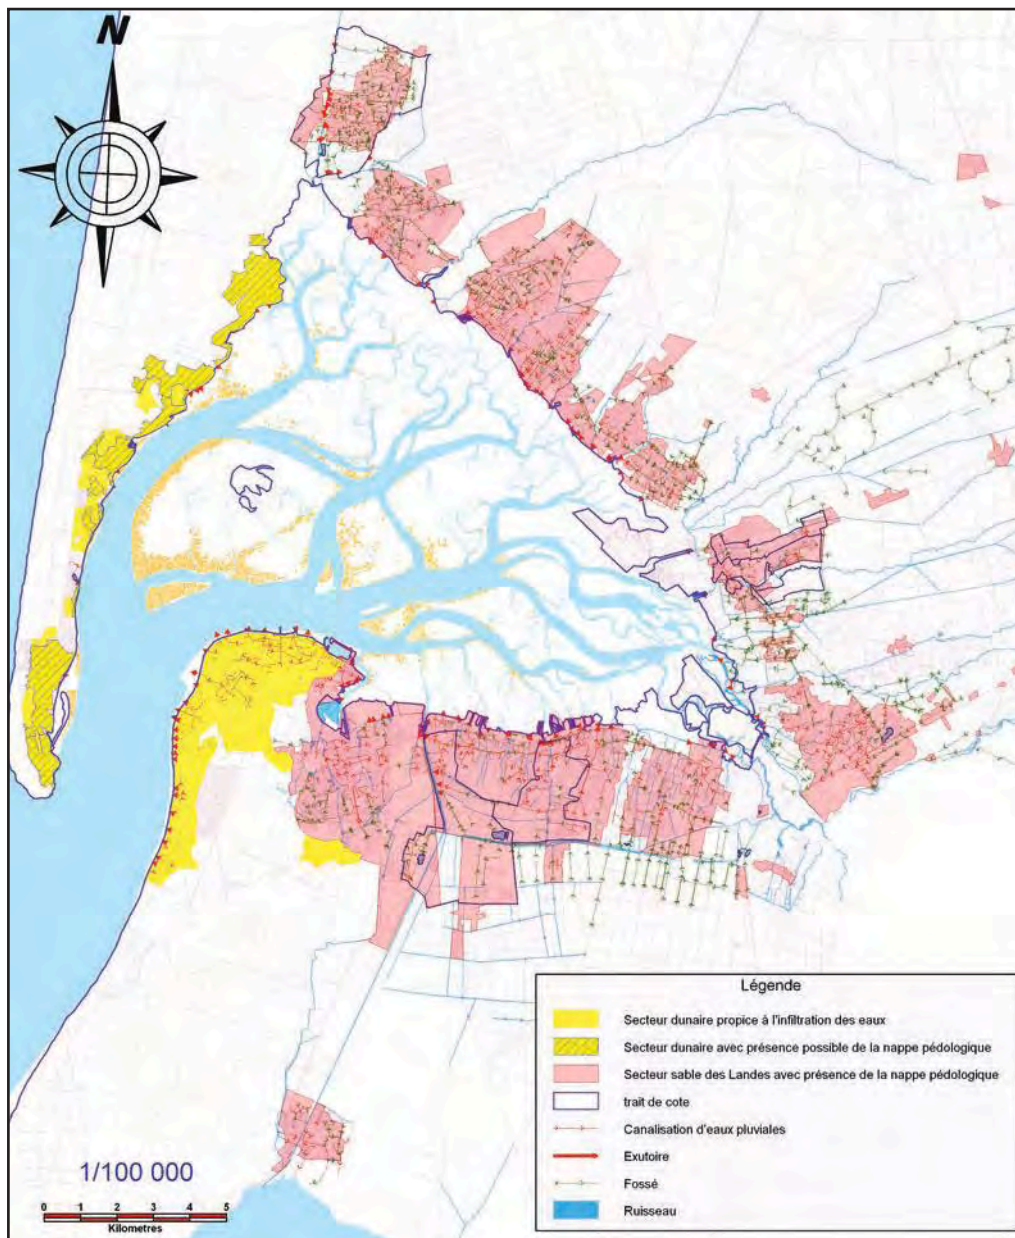 N
Légende
Secteur dunaire propice à l'infiltration des eaux
Secteur dunaire avec présence possible de la nappe pédologique
Secteur sable des Landes avec présence de la nappe pédologique
trait de cote
Canalisation d'eaux pluviales
Exutoire
Fossé
Ruisseau
1/100 000
0 1 2 3 4 5
Kilometres